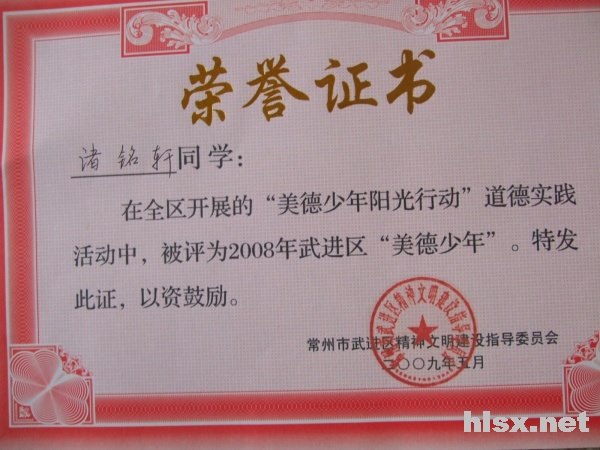 荣誉证书
渚铭轩同学：
在全区开展的“美德少年阳光行动”道德实践
活动中，被评为2008年武进区“美德少年”。特发
此证，以资鼓励。
常州市武进区精神文明建设指导委员会
二〇〇九年五月
hlsx.net